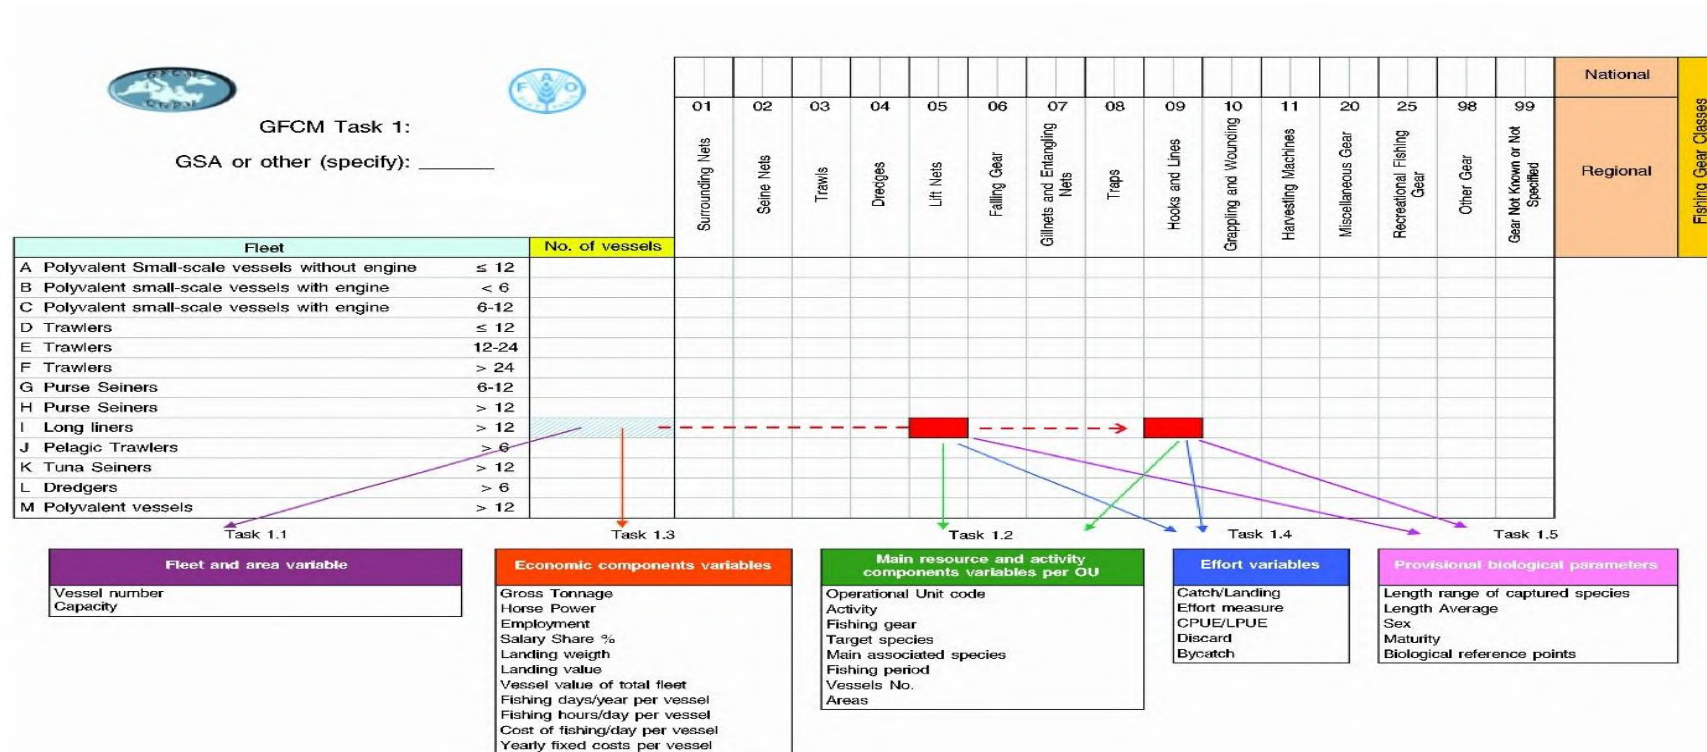 GFCM
FAO
GFCM Task 1:
GSA or other (specify): ______
National
01 02 03 04 05 06 07 08 09 10 11 20 25 98 99
Surrounding Nets
Seine Nets
Trawls
Dredges
Lift Nets
Falling Gear
Gillnets and Entangling Nets
Traps
Hooks and Lines
Grappling and Wounding
Harvesting Machines
Miscellaneous Gear
Recreational Fishing Gear
Other Gear
Gear Not Known or Not Specified
Regional
Fishing Gear Classes
Fleet No. of vessels
A Polyvalent Small-scale vessels without engine ≤ 12
B Polyvalent small-scale vessels with engine < 6
C Polyvalent small-scale vessels with engine 6-12
D Trawlers ≤ 12
E Trawlers 12-24
F Trawlers > 24
G Purse Seiners 6-12
H Purse Seiners > 12
I Long liners > 12
J Pelagic Trawlers > 6
K Tuna Seiners > 12
L Dredgers > 6
M Polyvalent vessels > 12
Task 1.1
Fleet and area variable
Vessel number
Capacity
Task 1.3
Economic components variables
Gross Tonnage
Horse Power
Employment
Salary Share %
Landing weigth
Landing value
Vessel value of total fleet
Fishing days/year per vessel
Fishing hours/day per vessel
Cost of fishing/day per vessel
Yearly fixed costs per vessel
Task 1.2
Main resource and activity
components variables per OU
Operational Unit code
Activity
Fishing gear
Target species
Main associated species
Fishing period
Vessels No.
Areas
Task 1.4
Effort variables
Catch/Landing
Effort measure
CPUE/LPUE
Discard
Bycatch
Task 1.5
Provisional biological parameters
Length range of captured species
Length Average
Sex
Maturity
Biological reference points